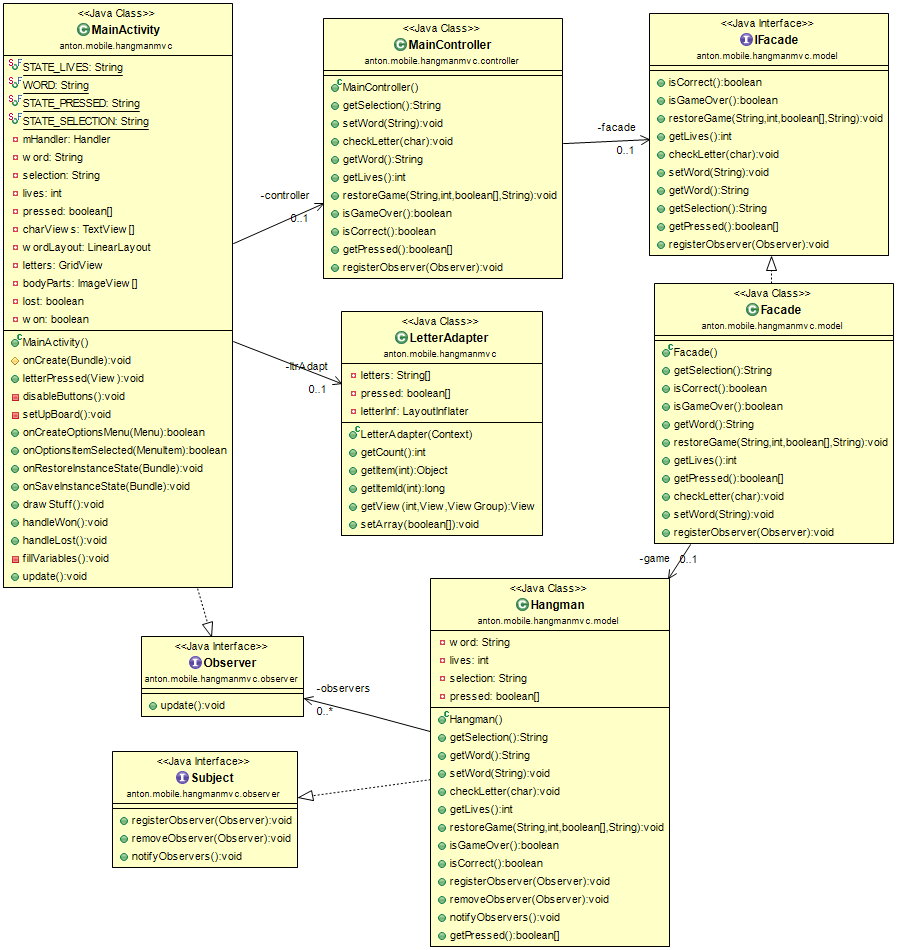 <<Java Class>>
MainActivity
anton.mobile.hangmanmvc
STATE_LIVES: String
WORD: String
STATE_PRESSED: String
STATE_SELECTION: String
mHandler: Handler
word: String
selection: String
lives: int
pressed: boolean[]
charViews: TextView[]
wordLayout: LinearLayout
letters: GridView
bodyParts: ImageView[]
lost: boolean
won: boolean
MainActivity()
onCreate(Bundle):void
letterPressed(View):void
disableButtons():void
setUpBoard():void
onCreateOptionsMenu(Menu):boolean
onOptionsItemSelected(MenuItem):boolean
onRestoreInstanceState(Bundle):void
onSaveInstanceState(Bundle):void
drawStuff():void
handleWon():void
handleLost():void
fillVariables():void
update():void
-controller
0..1
<<Java Class>>
MainController
anton.mobile.hangmanmvc.controller
MainController()
getSelection():String
setWord(String):void
checkLetter(char):void
getWord():String
getLives():int
restoreGame(String,int,boolean[],String):void
isGameOver():boolean
isCorrect():boolean
getPressed():boolean[]
registerObserver(Observer):void
-facade
0..1
<<Java Interface>>
IFacade
anton.mobile.hangmanmvc.model
isCorrect():boolean
isGameOver():boolean
restoreGame(String,int,boolean[],String):void
getLives():int
checkLetter(char):void
setWord(String):void
getWord():String
getSelection():String
getPressed():boolean[]
registerObserver(Observer):void
-ltrAdapt
0..1
<<Java Class>>
LetterAdapter
anton.mobile.hangmanmvc
letters: String[]
pressed: boolean[]
letterInf: LayoutInflater
LetterAdapter(Context)
getCount():int
getItem(int):Object
getItemId(int):long
getView(int,View,ViewGroup):View
setArray(boolean[]):void
<<Java Class>>
Facade
anton.mobile.hangmanmvc.model
Facade()
getSelection():String
isCorrect():boolean
isGameOver():boolean
getWord():String
restoreGame(String,int,boolean[],String):void
getLives():int
getPressed():boolean[]
checkLetter(char):void
setWord(String):void
registerObserver(Observer):void
-game
0..1
<<Java Class>>
Hangman
anton.mobile.hangmanmvc.model
word: String
lives: int
selection: String
pressed: boolean[]
Hangman()
getSelection():String
getWord():String
setWord(String):void
checkLetter(char):void
getLives():int
restoreGame(String,int,boolean[],String):void
isGameOver():boolean
isCorrect():boolean
registerObserver(Observer):void
removeObserver(Observer):void
notifyObservers():void
getPressed():boolean[]
<<Java Interface>>
Observer
anton.mobile.hangmanmvc.observer
update():void
-observers
0..*
<<Java Interface>>
Subject
anton.mobile.hangmanmvc.observer
registerObserver(Observer):void
removeObserver(Observer):void
notifyObservers():void